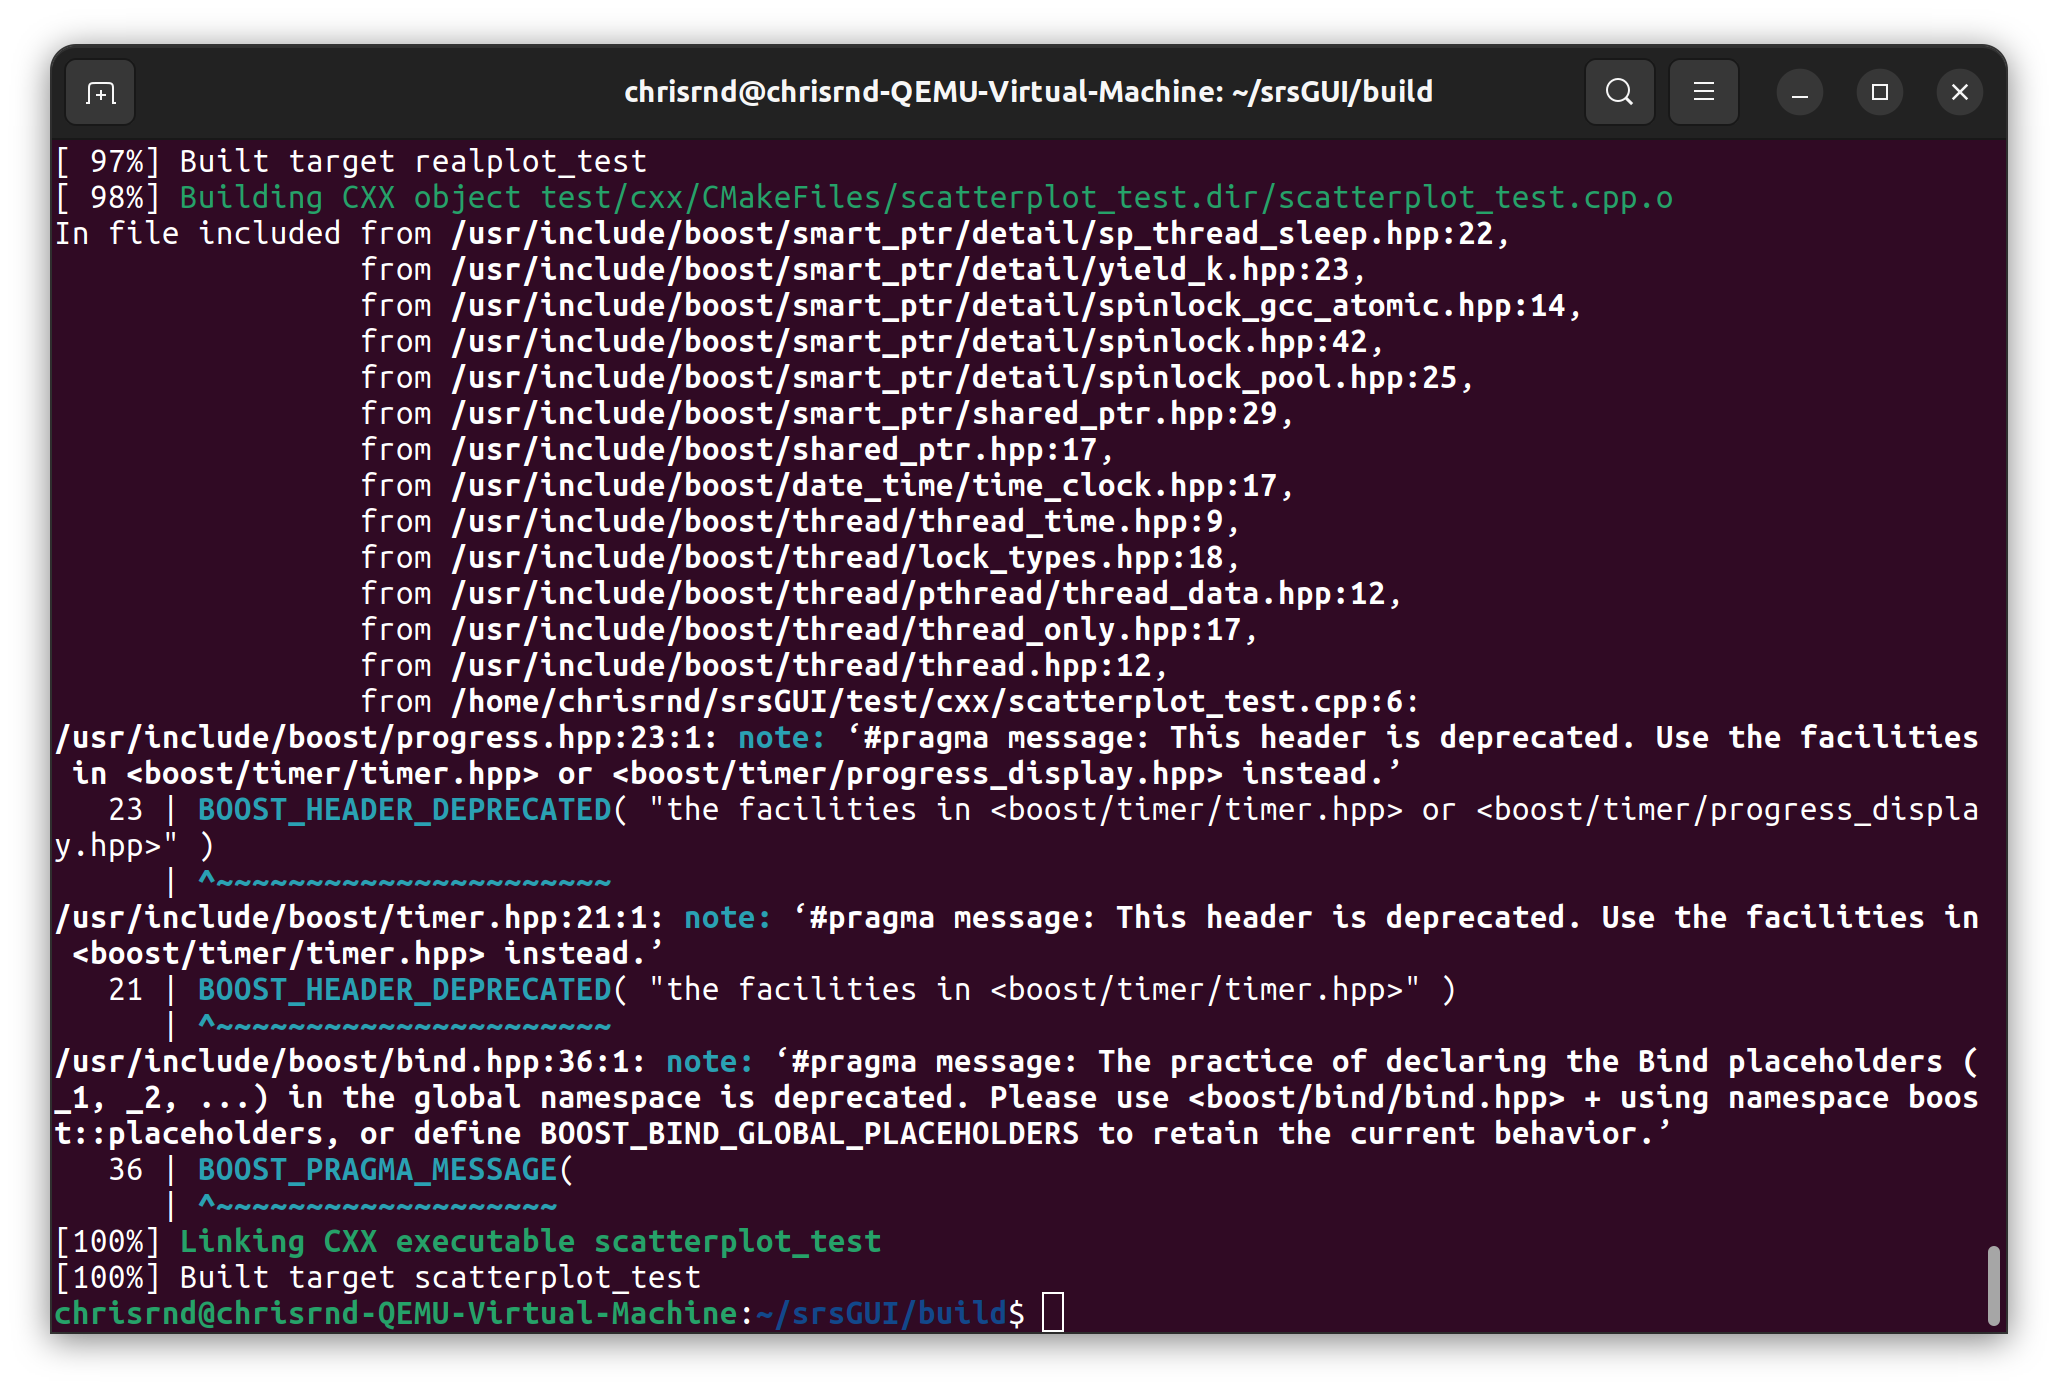 chrisrnd@chrisrnd-QEMU-Virtual-Machine: ~/srsGUI/build
[ 97%] Built target realplot_test
[ 98%] Building CXX object test/cxx/CMakeFiles/scatterplot_test.dir/scatterplot_test.cpp.o
In file included from /usr/include/boost/smart_ptr/detail/sp_thread_sleep.hpp:22,
                 from /usr/include/boost/smart_ptr/detail/yield_k.hpp:23,
                 from /usr/include/boost/smart_ptr/detail/spinlock_gcc_atomic.hpp:14,
                 from /usr/include/boost/smart_ptr/detail/spinlock.hpp:42,
                 from /usr/include/boost/smart_ptr/detail/spinlock_pool.hpp:25,
                 from /usr/include/boost/smart_ptr/shared_ptr.hpp:29,
                 from /usr/include/boost/shared_ptr.hpp:17,
                 from /usr/include/boost/date_time/time_clock.hpp:17,
                 from /usr/include/boost/thread/thread_time.hpp:9,
                 from /usr/include/boost/thread/lock_types.hpp:18,
                 from /usr/include/boost/thread/pthread/thread_data.hpp:12,
                 from /usr/include/boost/thread/thread_only.hpp:17,
                 from /usr/include/boost/thread/thread.hpp:12,
                 from /home/chrisrnd/srsGUI/test/cxx/scatterplot_test.cpp:6:
/usr/include/boost/progress.hpp:23:1: note: ‘#pragma message: This header is deprecated. Use the facilities
 in <boost/timer/timer.hpp> or <boost/timer/progress_display.hpp> instead.’
   23 | BOOST_HEADER_DEPRECATED( "the facilities in <boost/timer/timer.hpp> or <boost/timer/progress_displa
y.hpp>" )
      | ^~~~~~~~~~~~~~~~~~~~~~~
/usr/include/boost/timer.hpp:21:1: note: ‘#pragma message: This header is deprecated. Use the facilities in
 <boost/timer/timer.hpp> instead.’
   21 | BOOST_HEADER_DEPRECATED( "the facilities in <boost/timer/timer.hpp>" )
      | ^~~~~~~~~~~~~~~~~~~~~~~
/usr/include/boost/bind.hpp:36:1: note: ‘#pragma message: The practice of declaring the Bind placeholders (
_1, _2, ...) in the global namespace is deprecated. Please use <boost/bind/bind.hpp> + using namespace boos
t::placeholders, or define BOOST_BIND_GLOBAL_PLACEHOLDERS to retain the current behavior.’
   36 | BOOST_PRAGMA_MESSAGE(
      | ^~~~~~~~~~~~~~~~~~~~
[100%] Linking CXX executable scatterplot_test
[100%] Built target scatterplot_test
chrisrnd@chrisrnd-QEMU-Virtual-Machine:~/srsGUI/build$